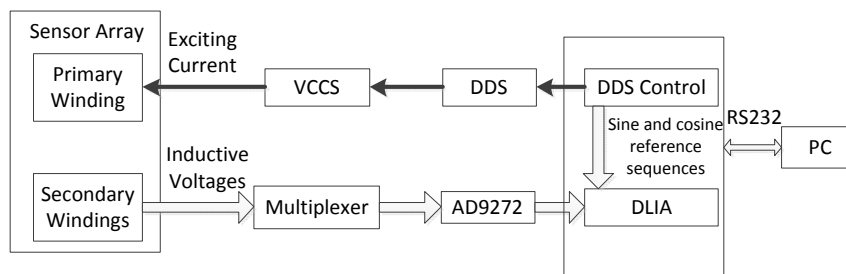 Sensor Array
Exciting
Current
Primary
Winding
VCCS
DDS
DDS Control
RS232
Sine and cosine
reference
sequences
PC
Inductive
Voltages
Secondary
Windings
Multiplexer
AD9272
DLIA